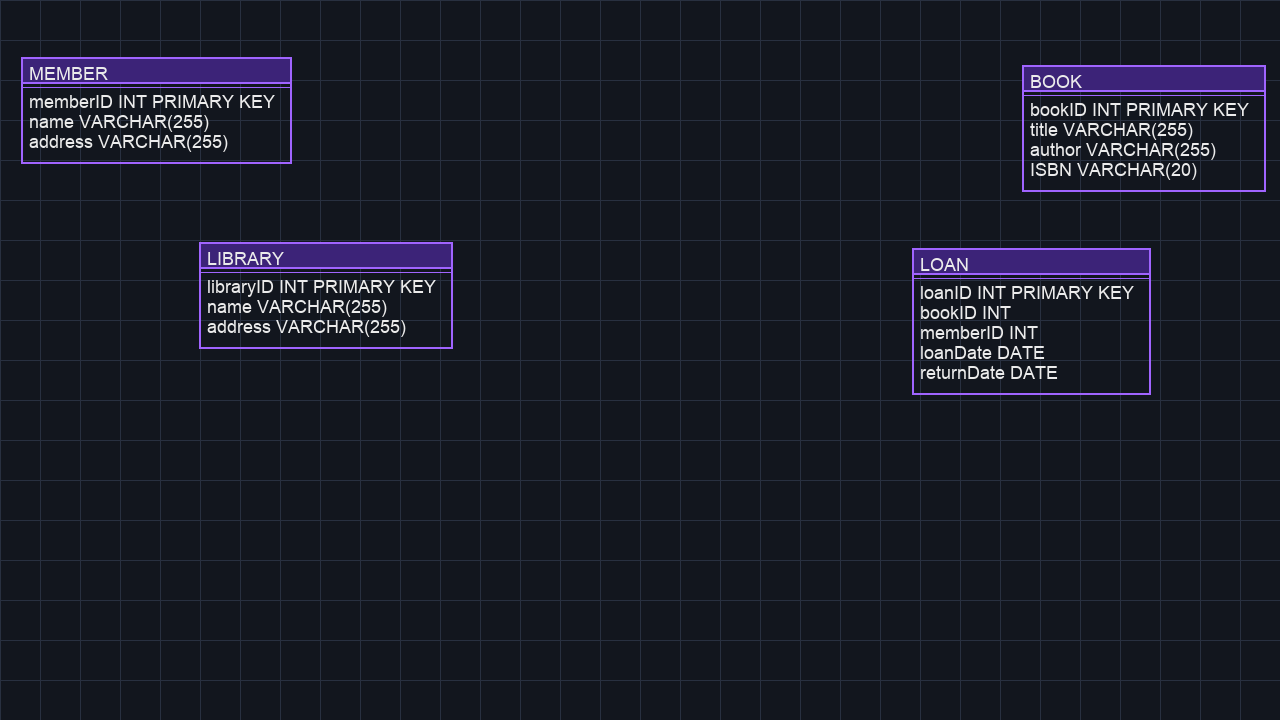 MEMBER
memberID INT PRIMARY KEY
name VARCHAR(255)
address VARCHAR(255)
BOOK
bookID INT PRIMARY KEY
title VARCHAR(255)
author VARCHAR(255)
ISBN VARCHAR(20)
LIBRARY
libraryID INT PRIMARY KEY
name VARCHAR(255)
address VARCHAR(255)
LOAN
loanID INT PRIMARY KEY
bookID INT
memberID INT
loanDate DATE
returnDate DATE